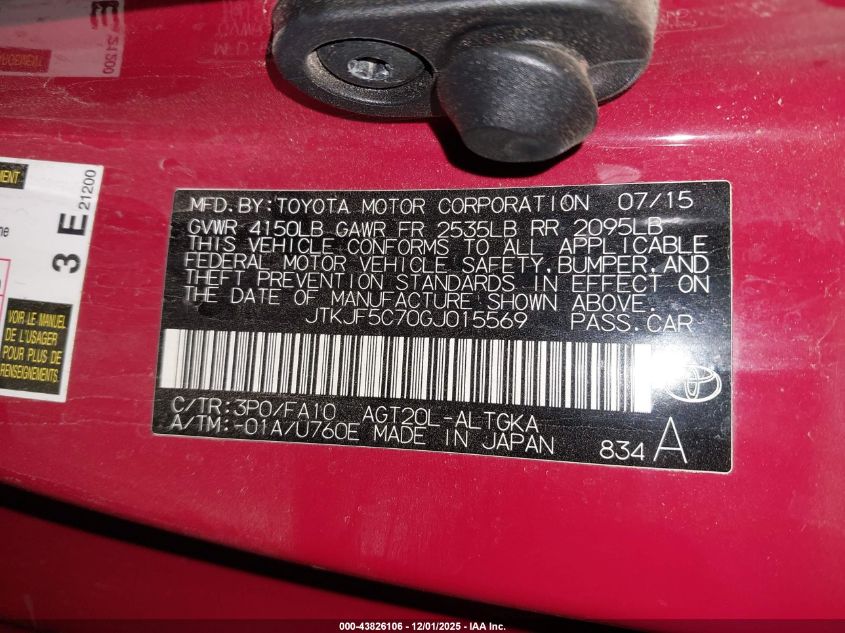 MFD.BY:TOYOTA MOTOR CORPORATION 07/15
GVWR 4150LB GAWR FR 2535LB RR 2095LB
THIS VEHICLE CONFORMS TO ALL APPLICABLE
FEDERAL MOTOR VEHICLE SAFETY,BUMPER,AND
THEFT PREVENTION STANDARDS IN EFFECT ON
THE DATE OF MANUFACTURE SHOWN ABOVE.
JTKJF5C70GJ015569 PASS.CAR
C/TR:3P0/FA10 AGT20L-ALTGKA
A/TM:-01A/U760E MADE IN JAPAN
834 A
3 E
21200
VOIR LE MANUEL
DE L'USAGER
POUR PLUS DE
RENSEIGNEMENTS.
E
21200
000-43826106 - 12/01/2025 - IAA Inc.